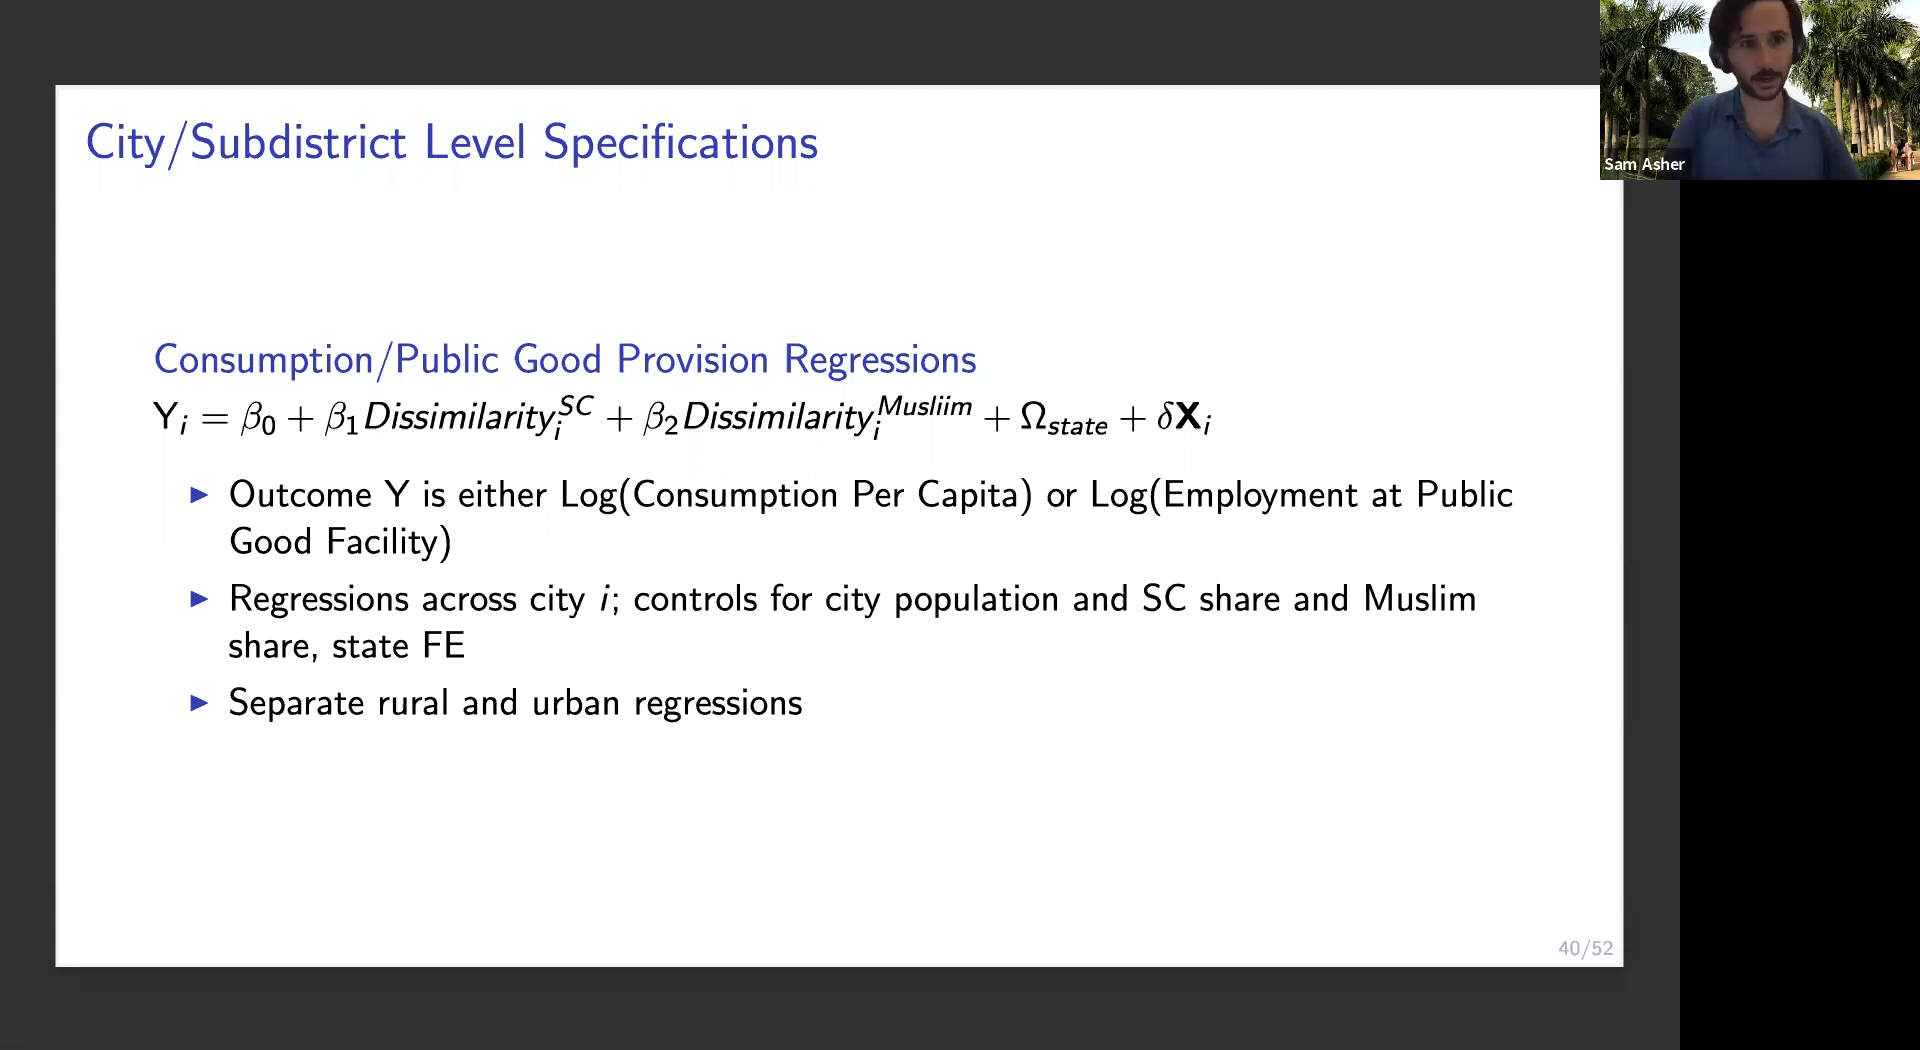 City/Subdistrict Level Specifications
Sam Asher
Consumption/Public Good Provision Regressions
Y_i = β_0 + β_1 Dissimilarity_i^SC + β_2 Dissimilarity_i^Musliim + Ω_state + δX_i
▶ Outcome Y is either Log(Consumption Per Capita) or Log(Employment at Public
Good Facility)
▶ Regressions across city i; controls for city population and SC share and Muslim
share, state FE
▶ Separate rural and urban regressions
40/52